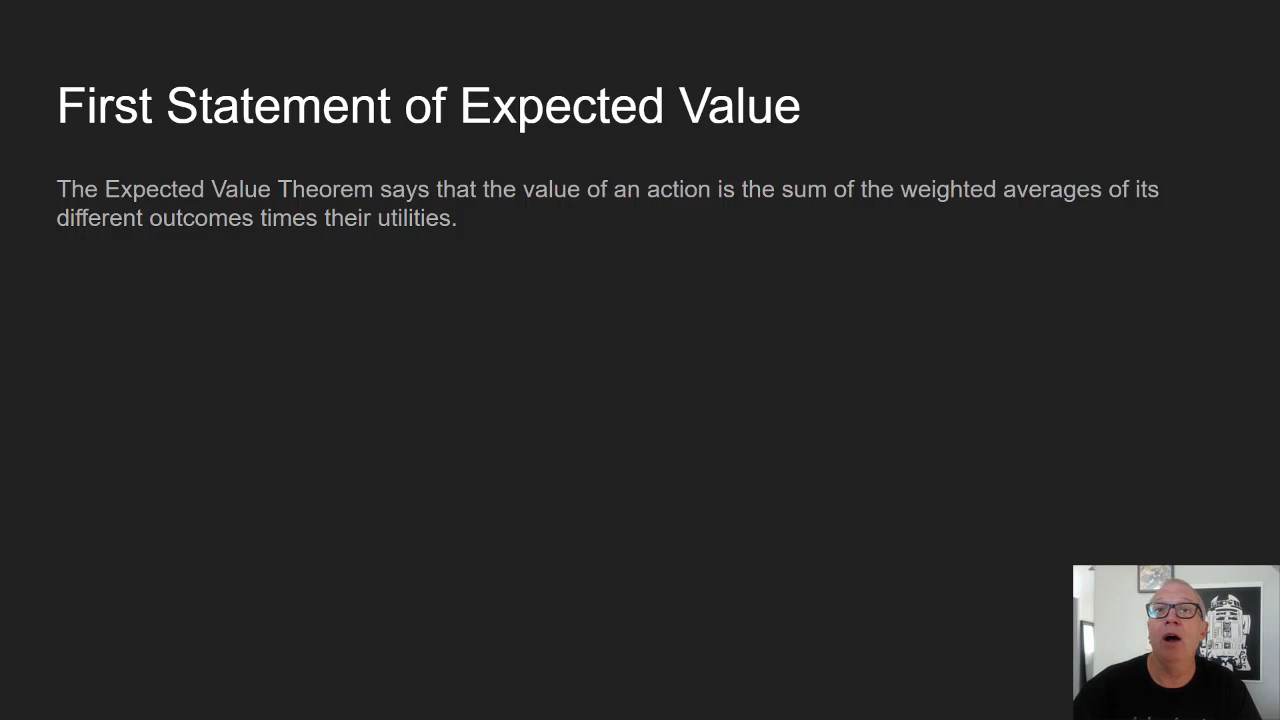 First Statement of Expected Value
The Expected Value Theorem says that the value of an action is the sum of the weighted averages of its
different outcomes times their utilities.